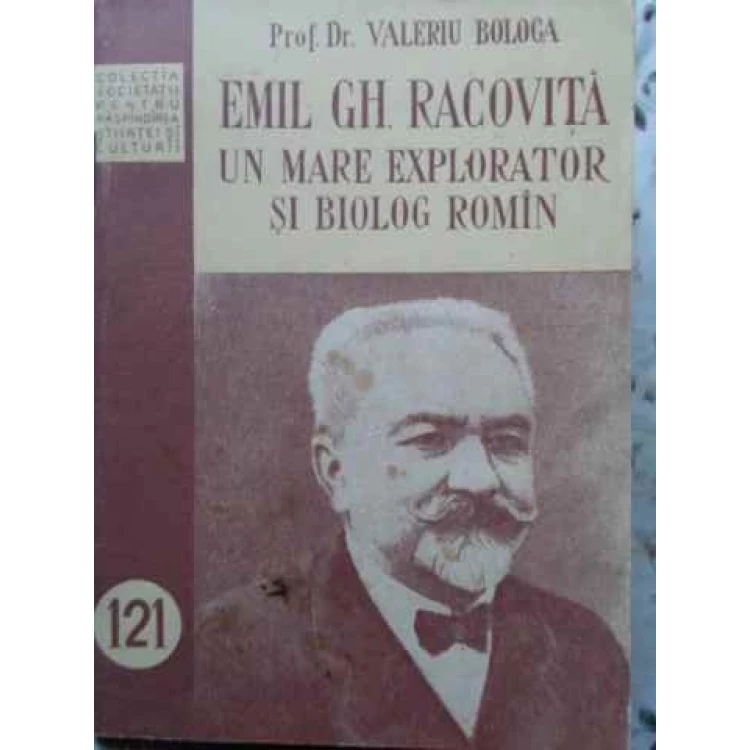 Prof. Dr. VALERIU BOLOGA
EMIL GH. RACOVIȚĂ
UN MARE EXPLORATOR
ȘI BIOLOG ROMÎN
COLECȚIA
SOCIETĂȚII
PENTRU
RĂSPÎNDIREA
ȘTIINȚEI ȘI
CULTURII
121